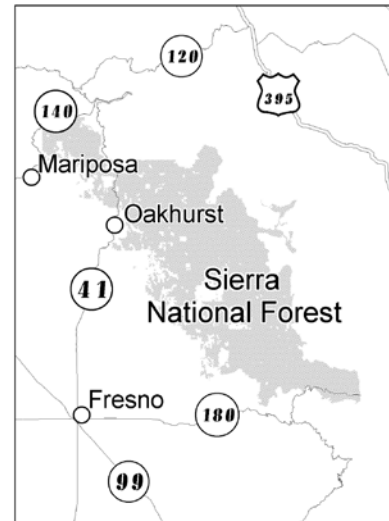 120
395
140
Mariposa
Oakhurst
41
Sierra
National Forest
Fresno
180
99